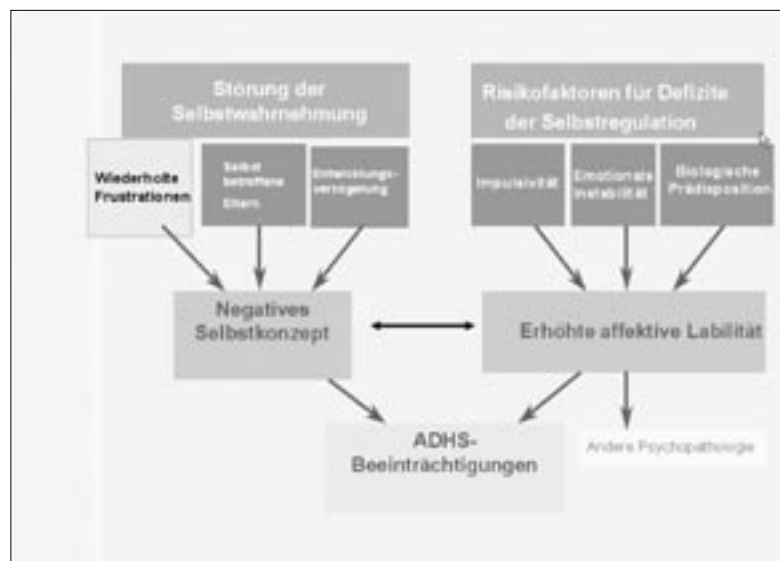 Störung der
Selbstwahrnehmung
Risikofaktoren für Defizite
der Selbstregulation
Wiederholte
Frustrationen
Selbst
betroffene
Eltern
Entwicklungs-
verzögerung
Impulsivität
Emotionale
Instabilität
Biologische
Prädisposition
Negatives
Selbstkonzept
Erhöhte affektive Labilität
ADHS-
Beeinträchtigungen
Andere Psychopathologie